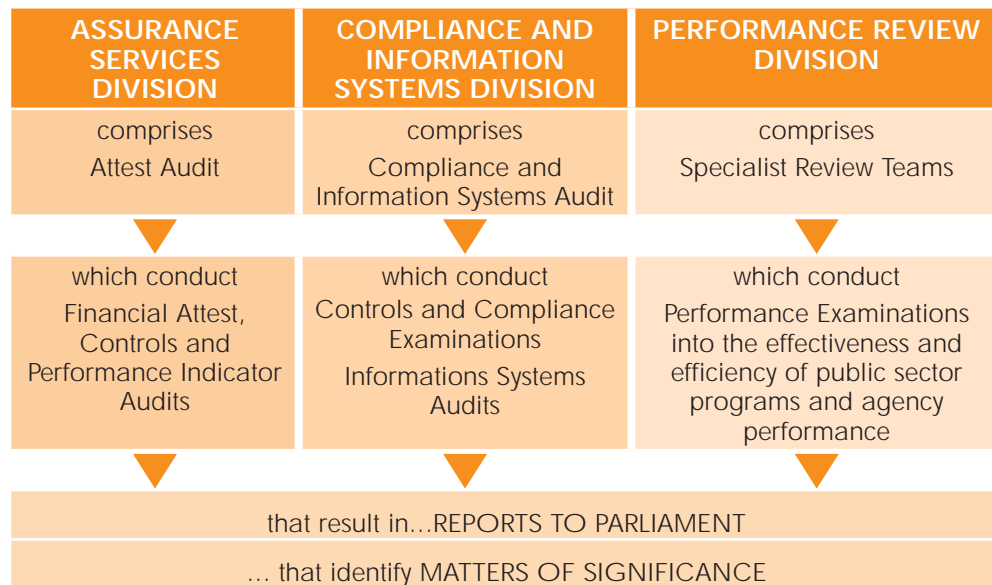 ASSURANCE
SERVICES
DIVISION
comprises
Attest Audit
which conduct
Financial Attest,
Controls and
Performance Indicator
Audits
COMPLIANCE AND
INFORMATION
SYSTEMS DIVISION
comprises
Compliance and
Information Systems Audit
which conduct
Controls and Compliance
Examinations
Informations Systems
Audits
PERFORMANCE REVIEW
DIVISION
comprises
Specialist Review Teams
which conduct
Performance Examinations
into the effectiveness and
efficiency of public sector
programs and agency
performance
that result in...REPORTS TO PARLIAMENT
... that identify MATTERS OF SIGNIFICANCE